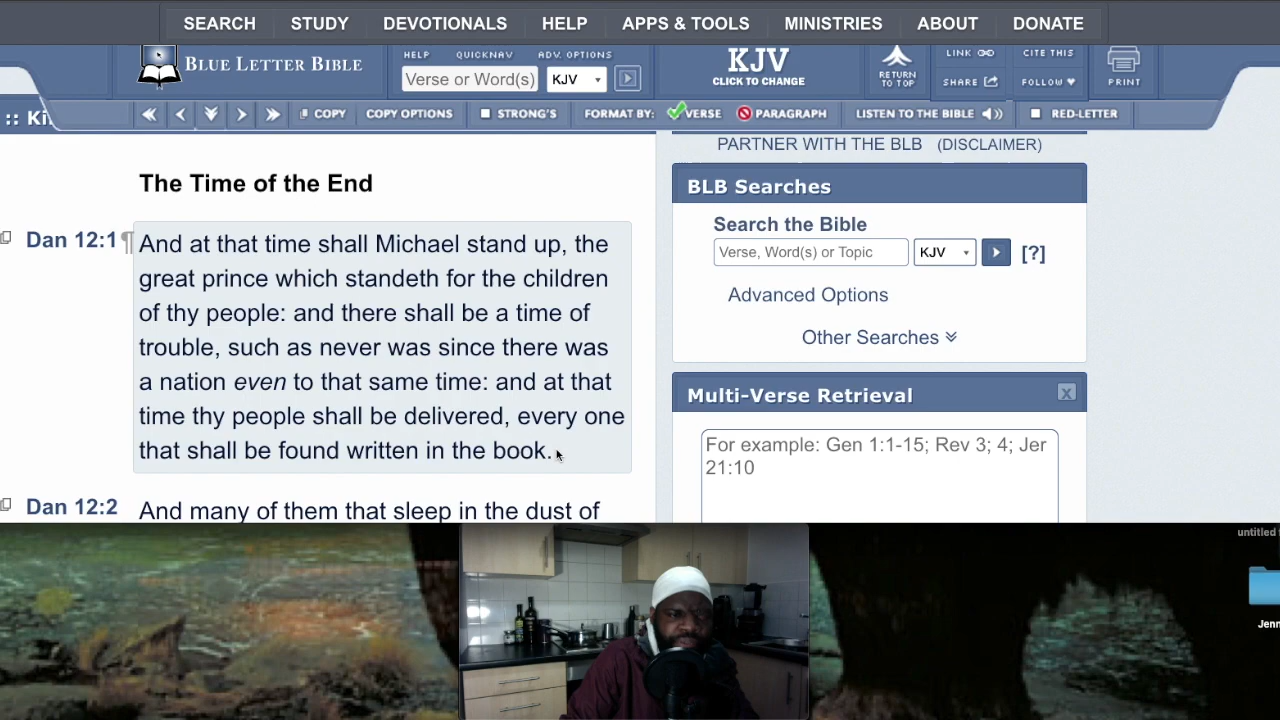 SEARCH STUDY DEVOTIONALS HELP APPS & TOOLS MINISTRIES ABOUT DONATE
BLUE LETTER BIBLE
HELP QUICKNAV ADV. OPTIONS
Verse or Word(s) KJV
KJV
CLICK TO CHANGE
RETURN
TO TOP
LINK CITE THIS
SHARE FOLLOW
PRINT
:: Ki
COPY COPY OPTIONS STRONG'S FORMAT BY: VERSE PARAGRAPH LISTEN TO THE BIBLE RED-LETTER
The Time of the End
Dan 12:1 ¶ And at that time shall Michael stand up, the
great prince which standeth for the children
of thy people: and there shall be a time of
trouble, such as never was since there was
a nation even to that same time: and at that
time thy people shall be delivered, every one
that shall be found written in the book.
Dan 12:2 And many of them that sleep in the dust of
PARTNER WITH THE BLB (DISCLAIMER)
BLB Searches
Search the Bible
Verse, Word(s) or Topic KJV [?]
Advanced Options
Other Searches
Multi-Verse Retrieval X
For example: Gen 1:1-15; Rev 3; 4; Jer
21:10
untitled
Jenn